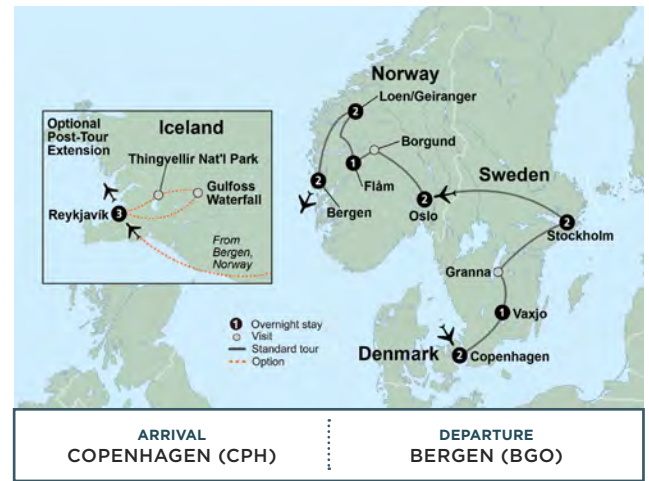 Norway
Loen/Geiranger
2
Borgund
1
Flåm
2
Bergen
2
Oslo
Sweden
2
Stockholm
Granna
1
Vaxjo
Denmark
2
Copenhagen
Optional
Post-Tour
Extension
Iceland
Thingvellir Nat'l Park
Gulfoss
Waterfall
Reykjavík
3
From
Bergen,
Norway
1 Overnight stay
Visit
Standard tour
Option
ARRIVAL
COPENHAGEN (CPH)
DEPARTURE
BERGEN (BGO)